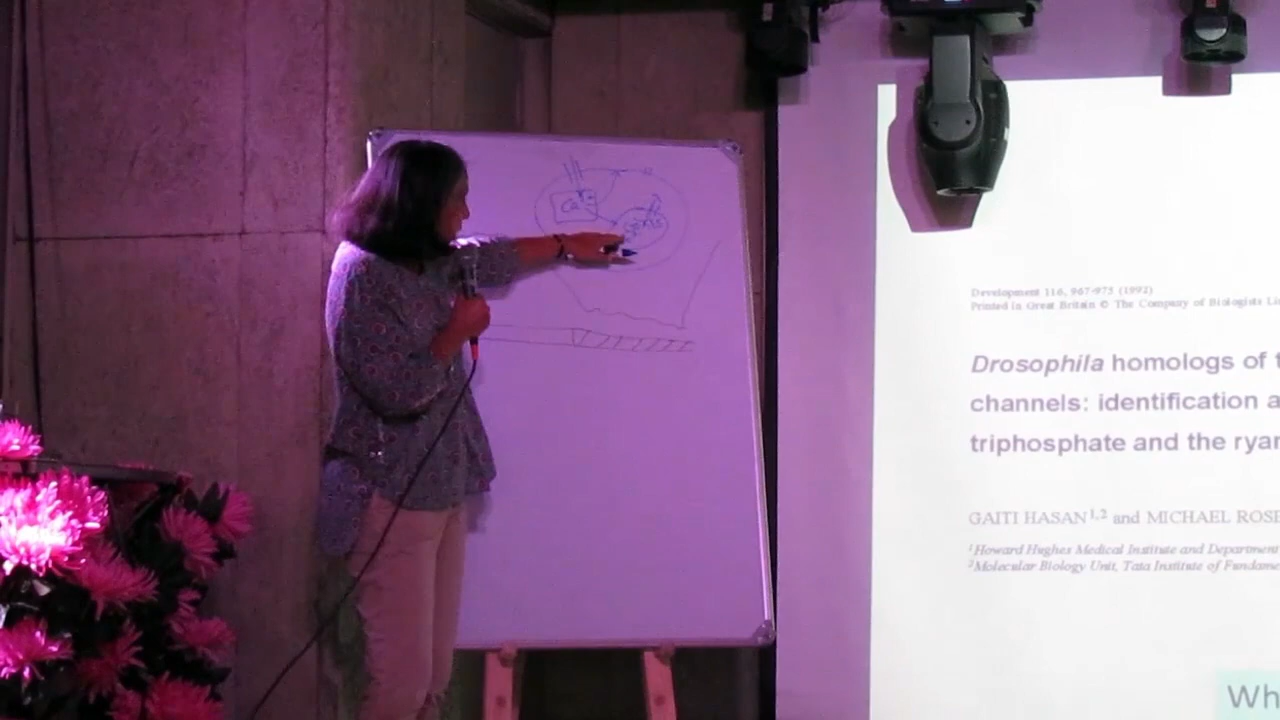 Ca²⁺
Genes
Development 116, 967-975 (1992)
Printed in Great Britain © The Company of Biologists Li
Drosophila homologs of t
channels: identification a
triphosphate and the ryan
GAITI HASAN1,2 and MICHAEL ROSE
1Howard Hughes Medical Institute and Department
2Molecular Biology Unit, Tata Institute of Fundame
Wh